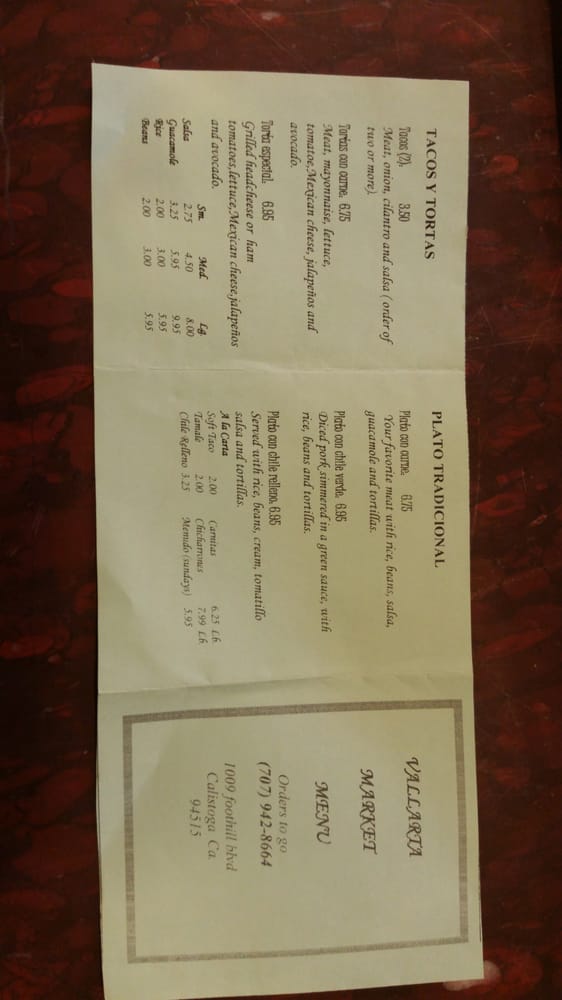 TACOS Y TORTAS
Tacos (2). 3.50
Meat, onion, cilantro and salsa ( order of
two or more).
Tortas con carne. 6.75
Meat, mayonnaise, lettuce,
tomatoe,Mexican cheese, jalapeños and
avocado.
Torta especial. 6.95
Grilled headcheese or ham
tomatoes,lettuce,Mexican cheese,jalapeños
and avocado.
Sm. Med. Lg.
Salsa 2.75 4.50 8.00
Guacamole 3.25 5.95 9.95
Rice 2.00 3.00 5.95
Beans 2.00 3.00 5.95
PLATO TRADICIONAL
Plato con carne. 6.75
Your favorite meat with rice, beans, salsa,
guacamole and tortillas.
Plato con chile verde. 6.95
Diced pork simmered in a green sauce, with
rice, beans and tortillas.
Plato con chile relleno. 6.95
Served with rice, beans, cream, tomatillo
salsa and tortillas.
A la Carta
Soft Taco 2.00 Carnitas 6.25 Lb
Tamale 2.00 Chicharrones 7.99 Lb
Chile Relleno 3.25 Menudo (sundays) 5.95
VALLARTA
MARKET
MENU
Orders to go
(707) 942-8664
1009 foothill blvd
Calistoga Ca.
94515